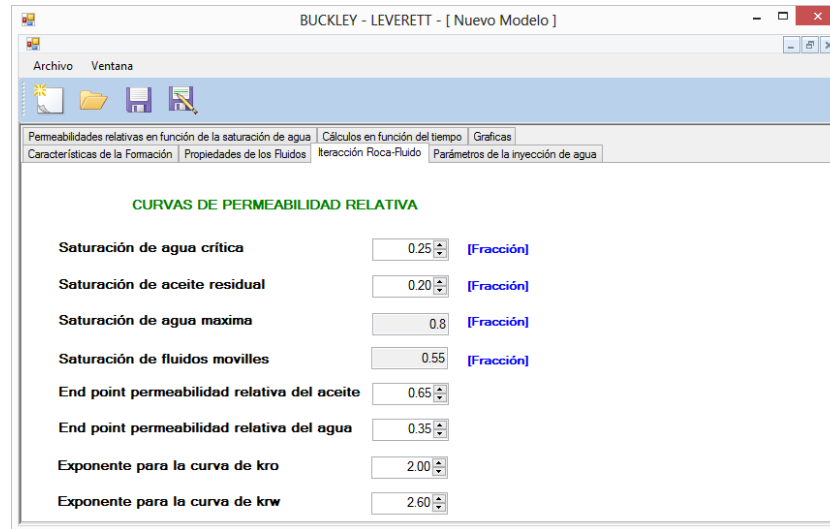 BUCKLEY - LEVERETT - [ Nuevo Modelo ]
Archivo Ventana
Permeabilidades relativas en función de la saturación de agua Cálculos en función del tiempo Graficas
Características de la Formación Propiedades de los Fluidos Iteracción Roca-Fluido Parámetros de la inyección de agua
CURVAS DE PERMEABILIDAD RELATIVA
Saturación de agua crítica 0.25 [Fracción]
Saturación de aceite residual 0.20 [Fracción]
Saturación de agua maxima 0.8 [Fracción]
Saturación de fluidos movilles 0.55 [Fracción]
End point permeabilidad relativa del aceite 0.65
End point permeabilidad relativa del agua 0.35
Exponente para la curva de kro 2.00
Exponente para la curva de krw 2.60